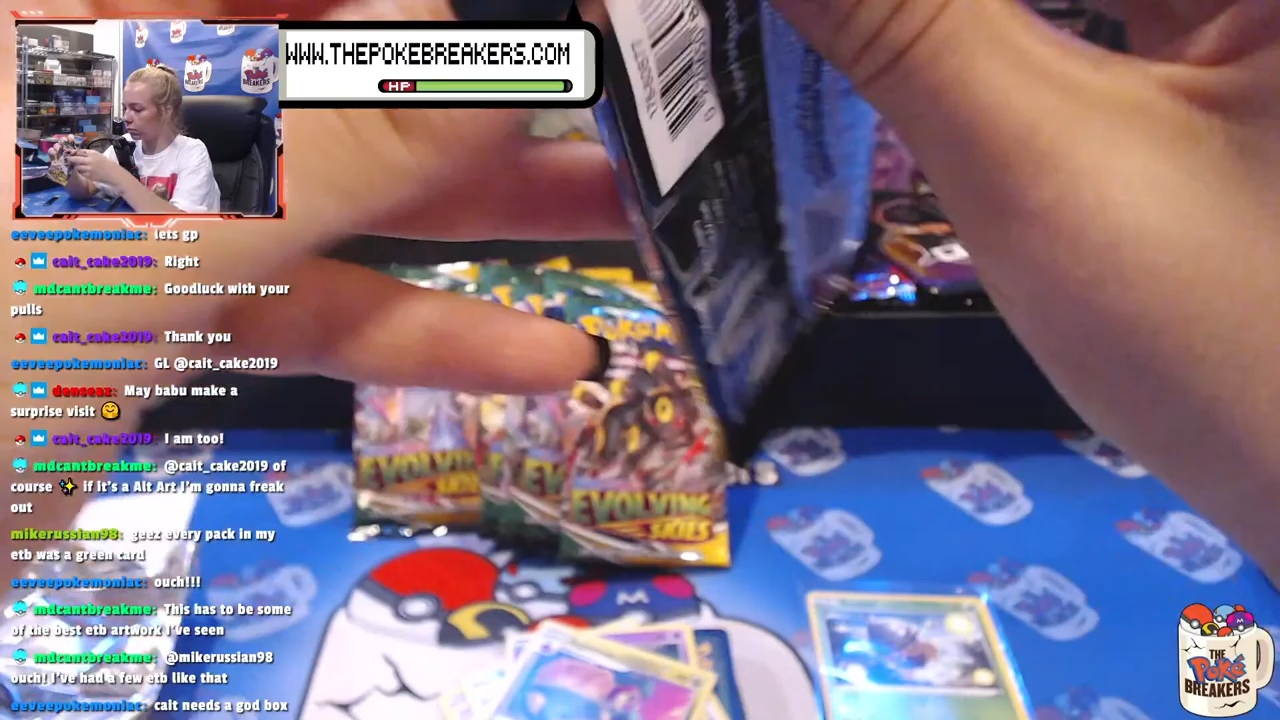 WWW.THEPOKEBREAKERS.COM
HP
eeveepokemoniac: lets gp
cait_cake2019: Right
mdcantbreakme: Goodluck with your
pulls
cait_cake2019: Thank you
eeveepokemoniac: GL @cait_cake2019
denseaz: May babu make a
surprise visit 🤗
cait_cake2019: I am too!
mdcantbreakme: @cait_cake2019 of
course ✨ if it's a Alt Art I'm gonna freak
out
mikerussian98: geez every pack in my
etb was a green card
eeveepokemoniac: ouch!!!
mdcantbreakme: This has to be some
of the best etb artwork I've seen
mdcantbreakme: @mikerussian98
ouch! I've had a few etb like that
eeveepokemoniac: cait needs a god box
EVOLVING
SKIES
THE
Poké
BREAKERS